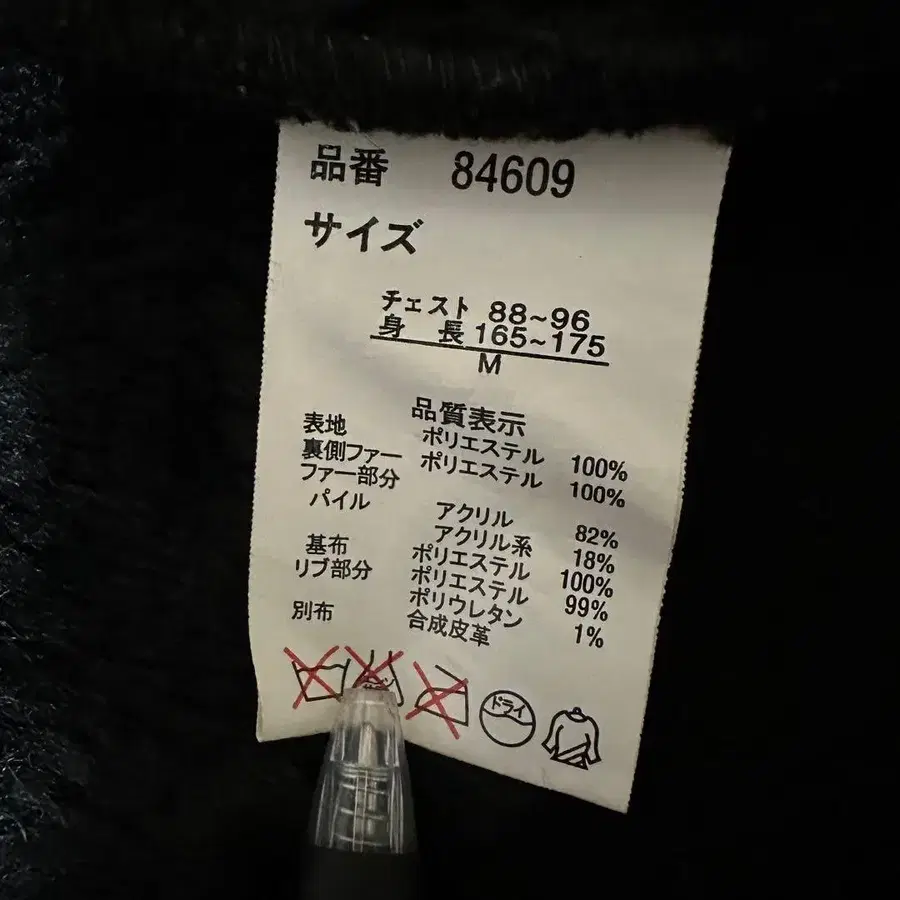 品番 84609
サイズ
チェスト 88~96
身 長 165~175
M
品質表示
表地 ポリエステル 100%
裏側ファー ポリエステル 100%
ファー部分
パイル アクリル 82%
アクリル系 18%
基布 ポリエステル 100%
リブ部分 ポリエステル 99%
ポリウレタン 1%
別布 合成皮革
ドライ